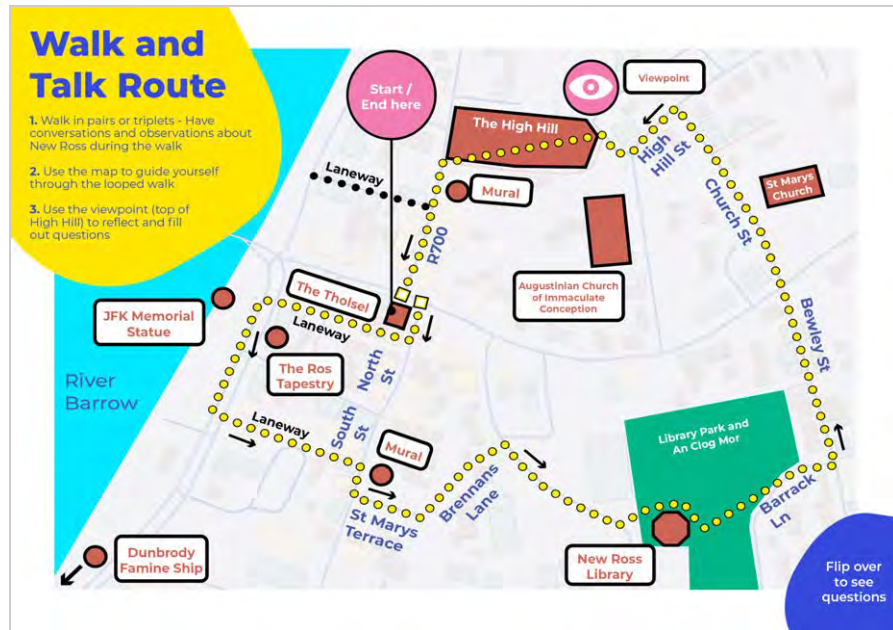 Walk and
Talk Route
1. Walk in pairs or triplets - Have
conversations and observations about
New Ross during the walk
2. Use the map to guide yourself
through the looped walk
3. Use the viewpoint (top of
High Hill) to reflect and fill
out questions
Start /
End here
Viewpoint
The High Hill
High
Hill St
Laneway
Mural
R700
St Marys
Church
Church St
Augustinian Church
of Immaculate
Conception
The Tholsel
JFK Memorial
Statue
Laneway
The Ros
Tapestry
North
St
Bewley St
River
Barrow
Laneway
South
St
Mural
Library Park and
An Clog Mor
Brennans
Lane
St Marys
Terrace
Barrack
Ln
Dunbrody
Famine Ship
New Ross
Library
Flip over
to see
questions